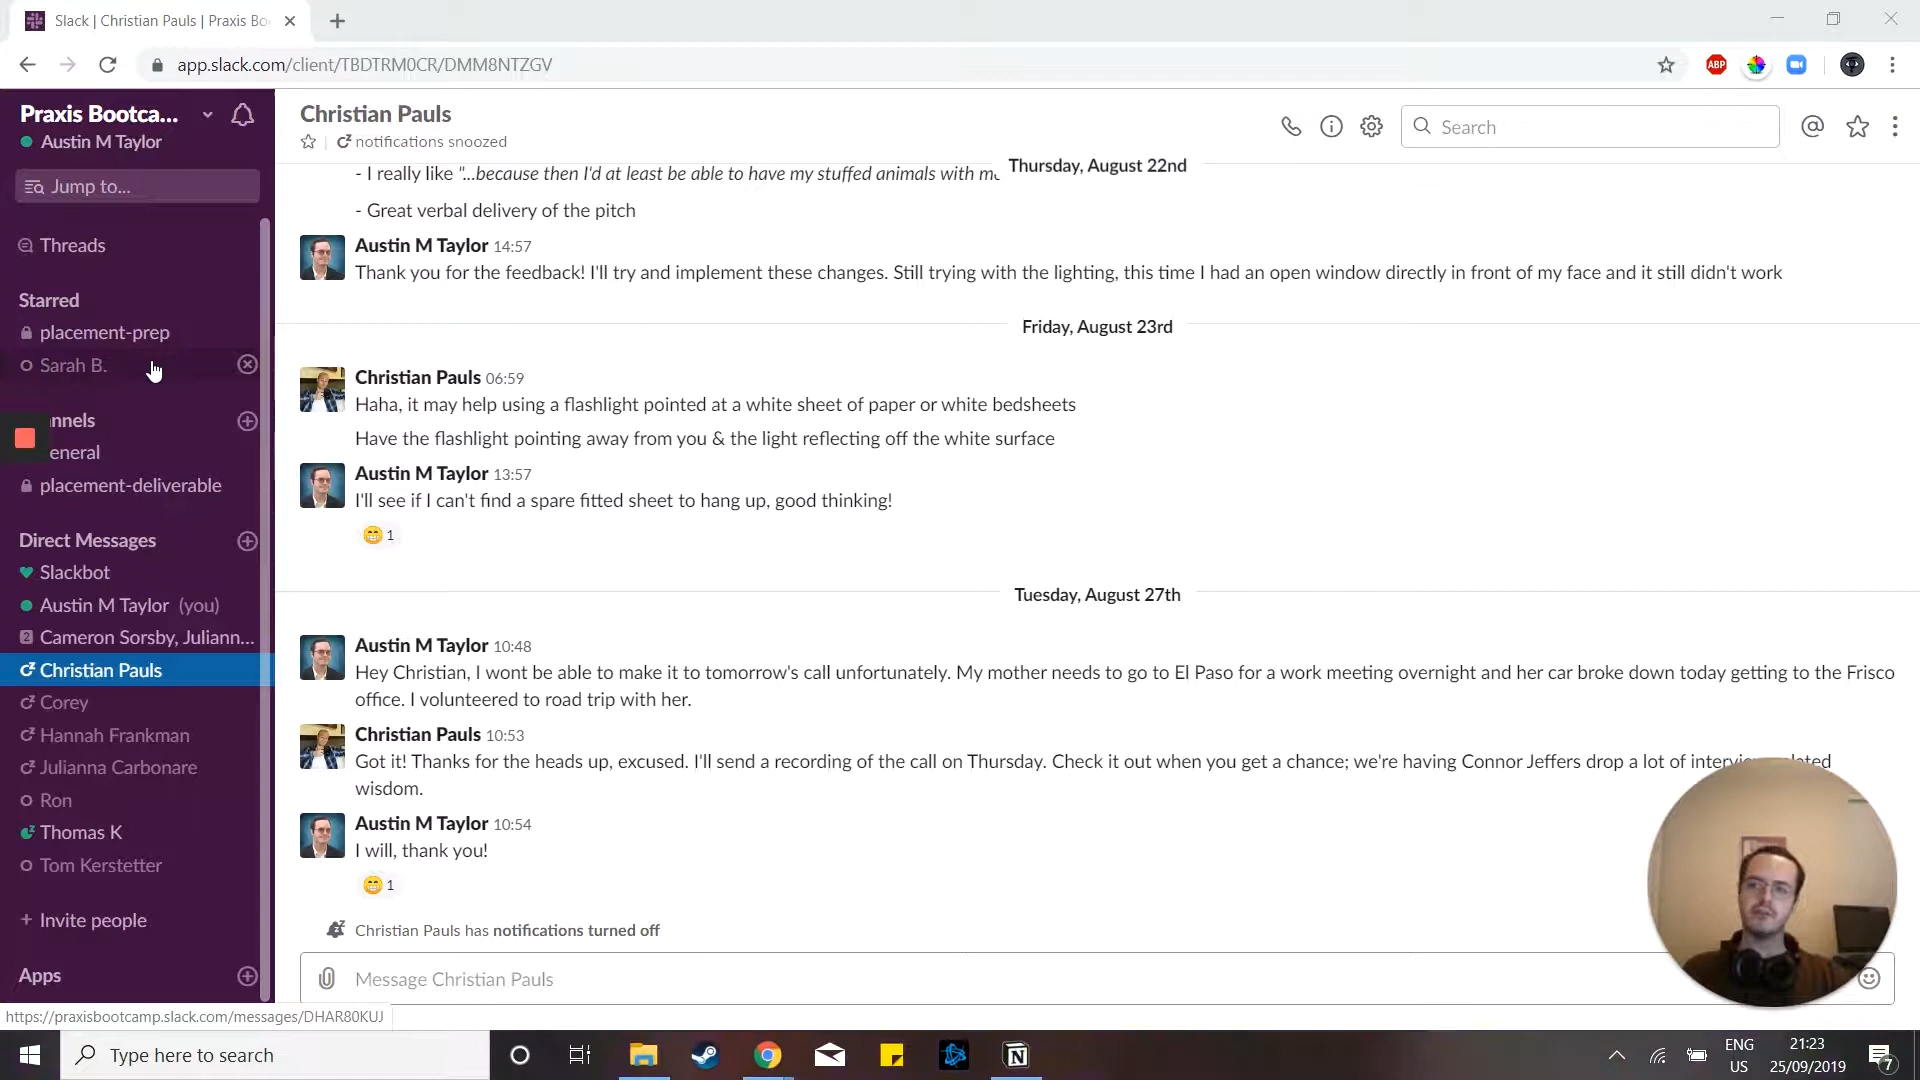 Slack | Christian Pauls | Praxis Bo
app.slack.com/client/TBDTRM0CR/DMM8NTZGV
ABP
Praxis Bootca...
Austin M Taylor
Jump to...
Threads
Starred
placement-prep
Sarah B.
nnels
eneral
placement-deliverable
Direct Messages
Slackbot
Austin M Taylor (you)
2 Cameron Sorsby, Juliann...
Christian Pauls
Corey
Hannah Frankman
Julianna Carbonare
Ron
Thomas K
Tom Kerstetter
+ Invite people
Apps
https://praxisbootcamp.slack.com/messages/DHAR80KUJ
Christian Pauls
notifications snoozed
Search
Thursday, August 22nd
- I really like "...because then I'd at least be able to have my stuffed animals with
- Great verbal delivery of the pitch
Austin M Taylor 14:57
Thank you for the feedback! I'll try and implement these changes. Still trying with the lighting, this time I had an open window directly in front of my face and it still didn't work
Friday, August 23rd
Christian Pauls 06:59
Haha, it may help using a flashlight pointed at a white sheet of paper or white bedsheets
Have the flashlight pointing away from you & the light reflecting off the white surface
Austin M Taylor 13:57
I'll see if I can't find a spare fitted sheet to hang up, good thinking!
1
Tuesday, August 27th
Austin M Taylor 10:48
Hey Christian, I wont be able to make it to tomorrow's call unfortunately. My mother needs to go to El Paso for a work meeting overnight and her car broke down today getting to the Frisco
office. I volunteered to road trip with her.
Christian Pauls 10:53
Got it! Thanks for the heads up, excused. I'll send a recording of the call on Thursday. Check it out when you get a chance; we're having Connor Jeffers drop a lot of
wisdom.
Austin M Taylor 10:54
I will, thank you!
1
Christian Pauls has notifications turned off
Message Christian Pauls
Type here to search
ENG
US
21:23
25/09/2019
7